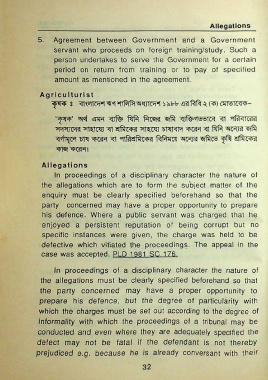 Allegations
5. Agreement between Government and a Government
servant who proceeds on foreign training/study. Such a
person undertakes to serve the Government for a certain
period on return from training or to pay of specified
amount as mentioned in the agreement.
Agriculturist
কৃষক ঃ বাংলাদেশ ঋণ শালিসি অধ্যাদেশ ১৯৮৮ এর বিধি ২ (ক) মোতাবেক–
"কৃষক" অর্থ এমন ব্যক্তি যিনি নিজের জমি ব্যক্তিগতভাবে বা পরিবারের
সদস্যদের সাহায্যে বা শ্রমিকের সাহায্যে চাষাবাদ করেন বা যিনি অন্যের জমি
বর্গামূলে চাষ করেন বা পারিশ্রমিকের বিনিময়ে অন্যের জমিতে কৃষি শ্রমিকের
কাজ করেন।
Allegations
In proceedings of a disciplinary character the nature of
the allegations which are to form the subject matter of the
enquiry must be clearly specified beforehand so that the
party concerned may have a proper opportunity to prepare
his defence. Where a public servant was charged that he
enjoyed a persistent reputation of being corrupt but no
specific instances were given, the charge was held to be
defective which vitiated the proceedings. The appeal in the
case was accepted. PLD 1981 SC 176.
In proceedings of a disciplinary character the nature of
the allegations must be clearly specified beforehand so that
the party concerned may have a proper opportunity to
prepare his defence, but the degree of particularity with
which the charges must be set out according to the degree of
informality with which the proceedings of a tribunal may be
conducted and even where they are adequately specified the
defect may not be fatal if the defendant is not thereby
prejudiced e.g. because he is already conversant with their
32